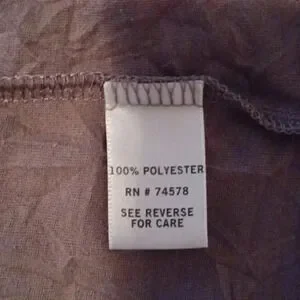 100% POLYESTER
RN # 74578
SEE REVERSE
FOR CARE